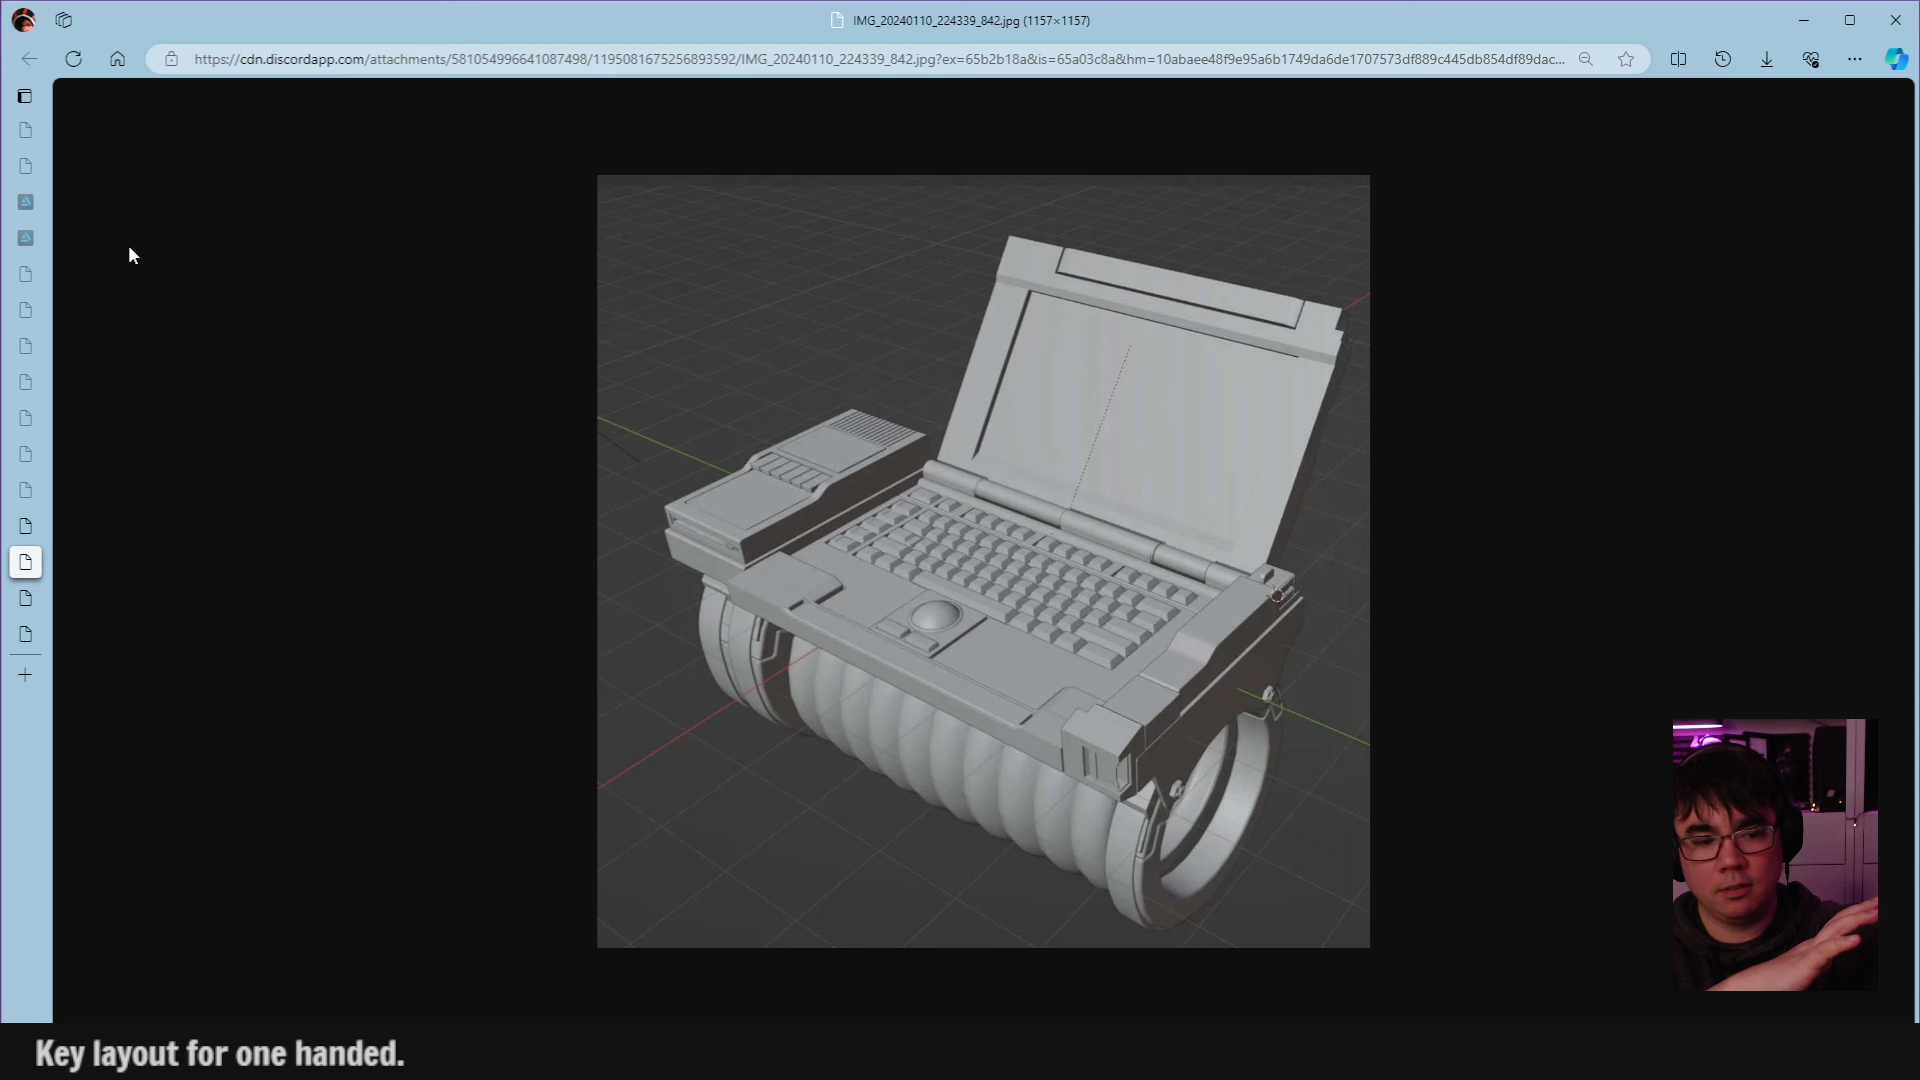 IMG_20240110_224339_842.jpg (1157×1157)
https://cdn.discordapp.com/attachments/581054996641087498/1195081675256893592/IMG_20240110_224339_842.jpg?ex=65b2b18a&is=65a03c8a&hm=10abaee48f9e95a6b1749da6de1707573df889c445db854df89dac...
Key layout for one handed.